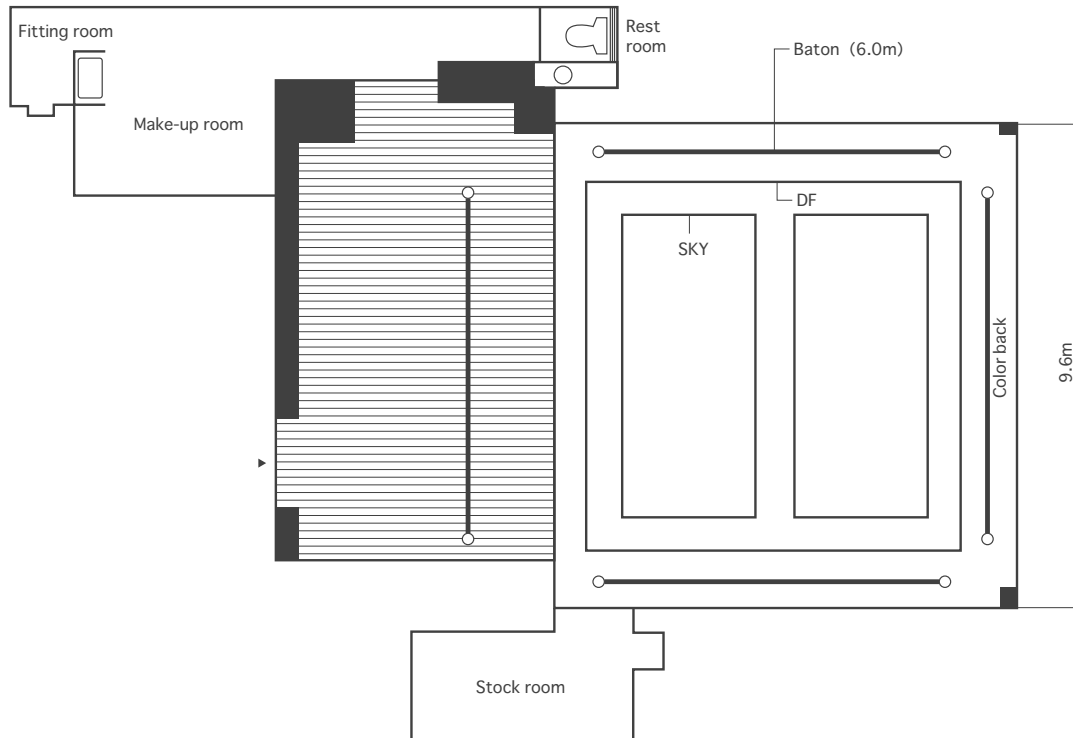 Fitting room
Rest
room
Baton（6.0m）
Make-up room
DF
SKY
Color back
9.6m
Stock room